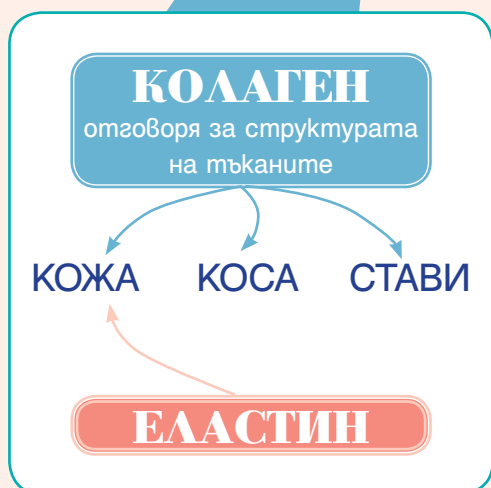 КОЛАГЕН
отговоря за структурата
на тъканите
КОЖА КОСА СТАВИ
ЕЛАСТИН